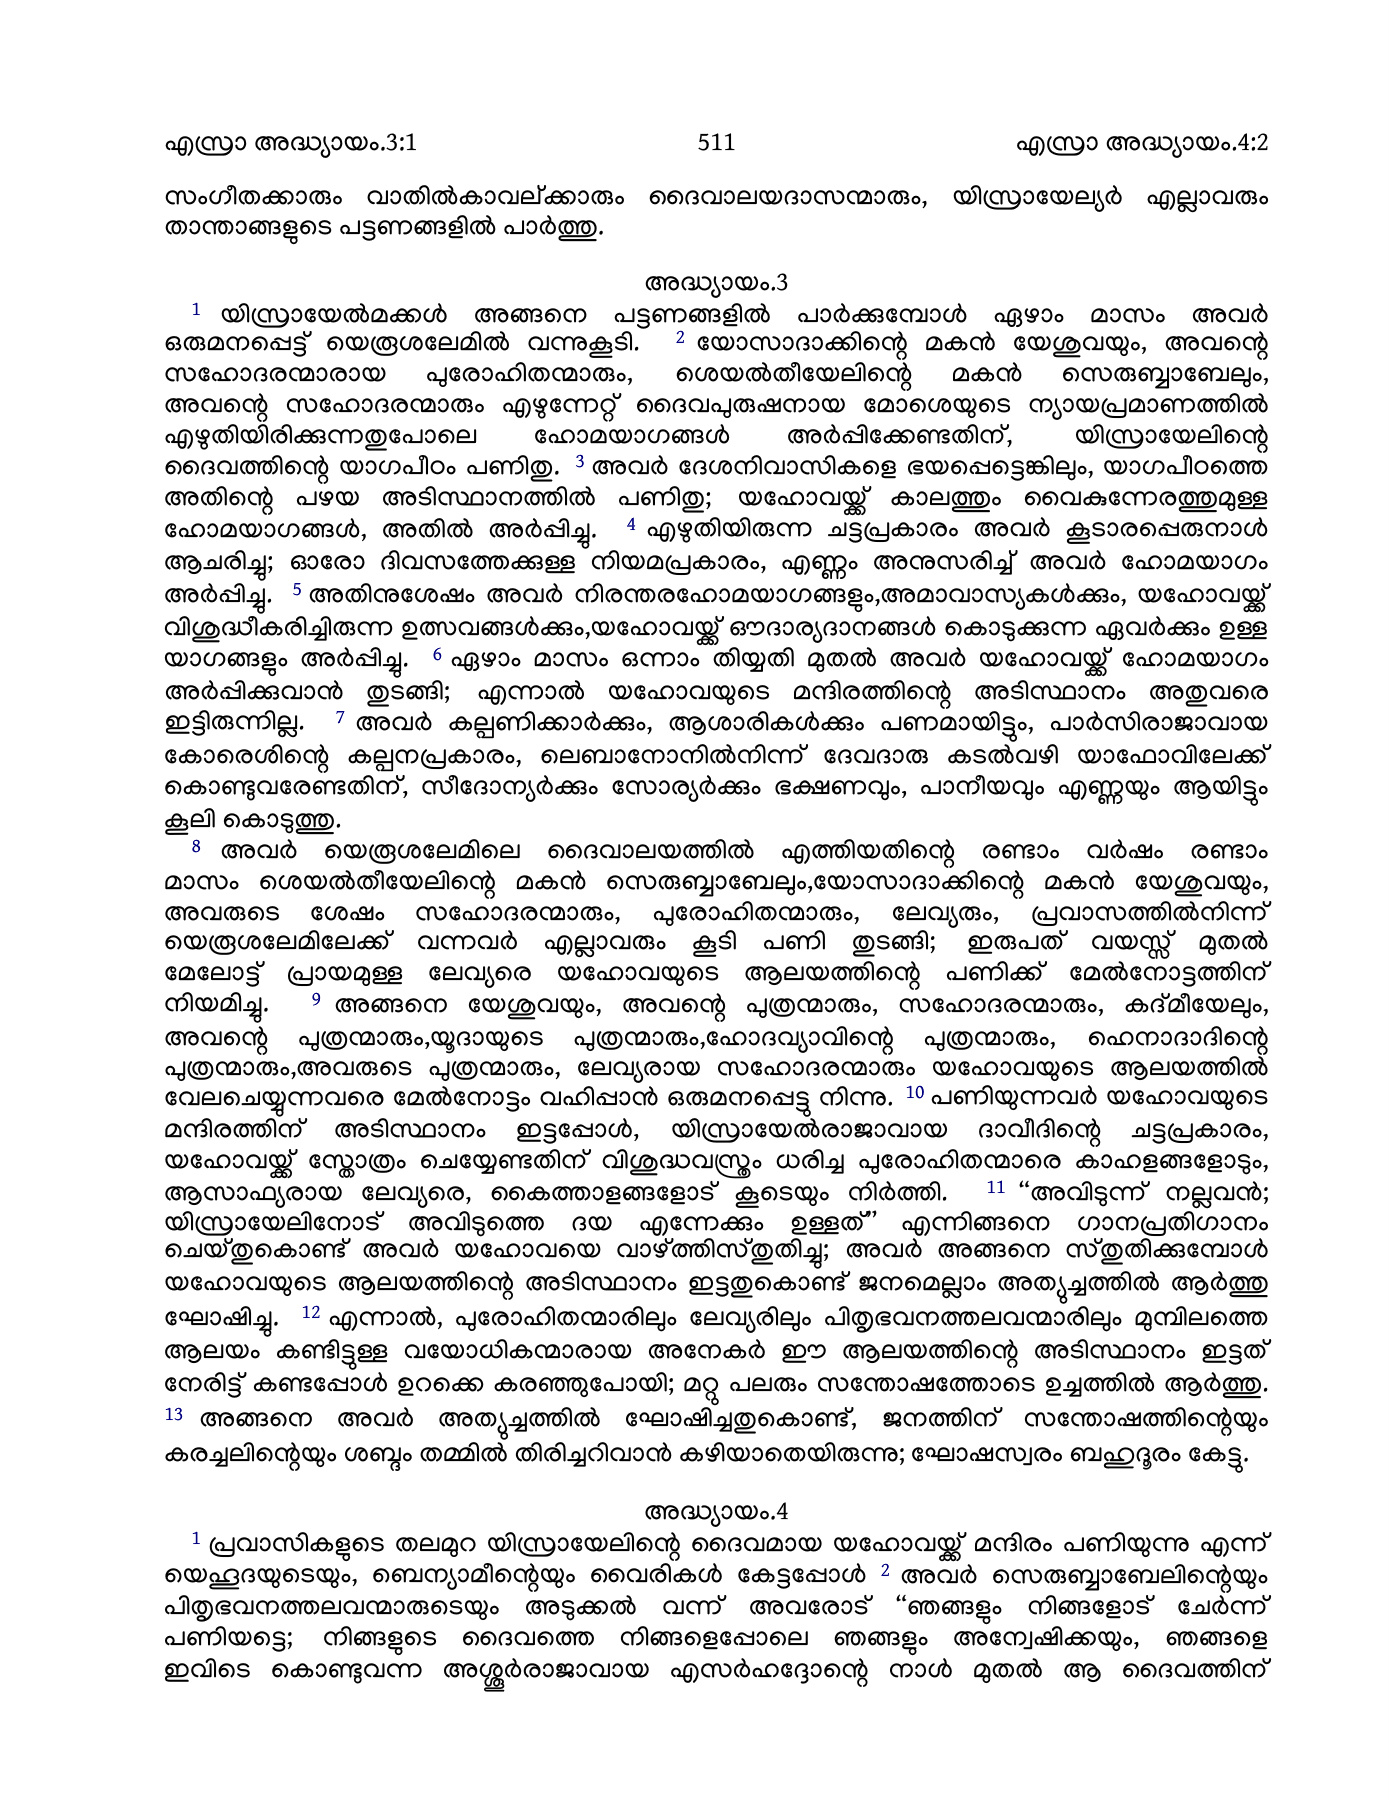 എസ്രാ അദ്ധ്യായം.3:1 511 എസ്രാ അദ്ധ്യായം.4:2
സംഗീതക്കാരും വാതിൽകാവല്ക്കാരും ദൈവാലയദാസന്മാരും, യിസ്രായേല്യർ എല്ലാവരും
താന്താങ്ങളുടെ പട്ടണങ്ങളിൽ പാർത്തു.
അദ്ധ്യായം.3
1 യിസ്രായേൽമക്കൾ അങ്ങനെ പട്ടണങ്ങളിൽ പാർക്കുമ്പോൾ ഏഴാം മാസം അവർ
ഒരുമനപ്പെട്ട് യെരൂശലേമിൽ വന്നുകൂടി. 2 യോസാദാക്കിന്റെ മകൻ യേശുവയും, അവന്റെ
സഹോദരന്മാരായ പുരോഹിതന്മാരും, ശെയൽതീയേലിന്റെ മകൻ സെരുബ്ബാബേലും,
അവന്റെ സഹോദരന്മാരും എഴുന്നേറ്റ് ദൈവപുരുഷനായ മോശെയുടെ ന്യായപ്രമാണത്തിൽ
എഴുതിയിരിക്കുന്നതുപോലെ ഹോമയാഗങ്ങൾ അർപ്പിക്കേണ്ടതിന്, യിസ്രായേലിന്റെ
ദൈവത്തിന്റെ യാഗപീഠം പണിതു. 3 അവർ ദേശനിവാസികളെ ഭയപ്പെട്ടെങ്കിലും, യാഗപീഠത്തെ
അതിന്റെ പഴയ അടിസ്ഥാനത്തിൽ പണിതു; യഹോവയ്ക്ക് കാലത്തും വൈകുന്നേരത്തുമുള്ള
ഹോമയാഗങ്ങൾ, അതിൽ അർപ്പിച്ചു. 4 എഴുതിയിരുന്ന ചട്ടപ്രകാരം അവർ കൂടാരപ്പെരുനാൾ
ആചരിച്ചു; ഓരോ ദിവസത്തേക്കുള്ള നിയമപ്രകാരം, എണ്ണം അനുസരിച്ച് അവർ ഹോമയാഗം
അർപ്പിച്ചു. 5 അതിനുശേഷം അവർ നിരന്തരഹോമയാഗങ്ങളും,അമാവാസ്യകൾക്കും, യഹോവയ്ക്ക്
വിശുദ്ധീകരിച്ചിരുന്ന ഉത്സവങ്ങൾക്കും,യഹോവയ്ക്ക് ഔദാര്യദാനങ്ങൾ കൊടുക്കുന്ന ഏവർക്കും ഉള്ള
യാഗങ്ങളും അർപ്പിച്ചു. 6 ഏഴാം മാസം ഒന്നാം തിയ്യതി മുതൽ അവർ യഹോവയ്ക്ക് ഹോമയാഗം
അർപ്പിക്കുവാൻ തുടങ്ങി; എന്നാൽ യഹോവയുടെ മന്ദിരത്തിന്റെ അടിസ്ഥാനം അതുവരെ
ഇട്ടിരുന്നില്ല. 7 അവർ കല്പണിക്കാർക്കും, ആശാരികൾക്കും പണമായിട്ടും, പാർസിരാജാവായ
കോരെശിന്റെ കല്പനപ്രകാരം, ലെബാനോനിൽനിന്ന് ദേവദാരു കടൽവഴി യാഫോവിലേക്ക്
കൊണ്ടുവരേണ്ടതിന്, സീദോന്യർക്കും സോര്യർക്കും ഭക്ഷണവും, പാനീയവും എണ്ണയും ആയിട്ടും
കൂലി കൊടുത്തു.
8 അവർ യെരൂശലേമിലെ ദൈവാലയത്തിൽ എത്തിയതിന്റെ രണ്ടാം വർഷം രണ്ടാം
മാസം ശെയൽതീയേലിന്റെ മകൻ സെരുബ്ബാബേലും,യോസാദാക്കിന്റെ മകൻ യേശുവയും,
അവരുടെ ശേഷം സഹോദരന്മാരും, പുരോഹിതന്മാരും, ലേവ്യരും, പ്രവാസത്തിൽനിന്ന്
യെരൂശലേമിലേക്ക് വന്നവർ എല്ലാവരും കൂടി പണി തുടങ്ങി; ഇരുപത് വയസ്സ് മുതൽ
മേലോട്ട് പ്രായമുള്ള ലേവ്യരെ യഹോവയുടെ ആലയത്തിന്റെ പണിക്ക് മേൽനോട്ടത്തിന്
നിയമിച്ചു. 9 അങ്ങനെ യേശുവയും, അവന്റെ പുത്രന്മാരും, സഹോദരന്മാരും, കദ്മീയേലും,
അവന്റെ പുത്രന്മാരും,യൂദായുടെ പുത്രന്മാരും,ഹോദവ്യാവിന്റെ പുത്രന്മാരും, ഹെനാദാദിന്റെ
പുത്രന്മാരും,അവരുടെ പുത്രന്മാരും, ലേവ്യരായ സഹോദരന്മാരും യഹോവയുടെ ആലയത്തിൽ
വേലചെയ്യുന്നവരെ മേൽനോട്ടം വഹിപ്പാൻ ഒരുമനപ്പെട്ടു നിന്നു. 10 പണിയുന്നവർ യഹോവയുടെ
മന്ദിരത്തിന് അടിസ്ഥാനം ഇട്ടപ്പോൾ, യിസ്രായേൽരാജാവായ ദാവീദിന്റെ ചട്ടപ്രകാരം,
യഹോവയ്ക്ക് സ്തോത്രം ചെയ്യേണ്ടതിന് വിശുദ്ധവസ്ത്രം ധരിച്ച പുരോഹിതന്മാരെ കാഹളങ്ങളോടും,
ആസാഫ്യരായ ലേവ്യരെ, കൈത്താളങ്ങളോട് കൂടെയും നിർത്തി. 11 “അവിടുന്ന് നല്ലവൻ;
യിസ്രായേലിനോട് അവിടുത്തെ ദയ എന്നേക്കും ഉള്ളത്” എന്നിങ്ങനെ ഗാനപ്രതിഗാനം
ചെയ്തുകൊണ്ട് അവർ യഹോവയെ വാഴ്ത്തിസ്തുതിച്ചു; അവർ അങ്ങനെ സ്തുതിക്കുമ്പോൾ
യഹോവയുടെ ആലയത്തിന്റെ അടിസ്ഥാനം ഇട്ടതുകൊണ്ട് ജനമെല്ലാം അത്യുച്ചത്തിൽ ആർത്തു
ഘോഷിച്ചു. 12 എന്നാൽ, പുരോഹിതന്മാരിലും ലേവ്യരിലും പിതൃഭവനത്തലവന്മാരിലും മുമ്പിലത്തെ
ആലയം കണ്ടിട്ടുള്ള വയോധികന്മാരായ അനേകർ ഈ ആലയത്തിന്റെ അടിസ്ഥാനം ഇട്ടത്
നേരിട്ട് കണ്ടപ്പോൾ ഉറക്കെ കരഞ്ഞുപോയി; മറ്റു പലരും സന്തോഷത്തോടെ ഉച്ചത്തിൽ ആർത്തു.
13 അങ്ങനെ അവർ അത്യുച്ചത്തിൽ ഘോഷിച്ചതുകൊണ്ട്, ജനത്തിന് സന്തോഷത്തിന്റെയും
കരച്ചലിന്റെയും ശബ്ദം തമ്മിൽ തിരിച്ചറിവാൻ കഴിയാതെയിരുന്നു; ഘോഷസ്വരം ബഹുദൂരം കേട്ടു.
അദ്ധ്യായം.4
1 പ്രവാസികളുടെ തലമുറ യിസ്രായേലിന്റെ ദൈവമായ യഹോവയ്ക്ക് മന്ദിരം പണിയുന്നു എന്ന്
യെഹൂദയുടെയും, ബെന്യാമീന്റെയും വൈരികൾ കേട്ടപ്പോൾ 2 അവർ സെരുബ്ബാബേലിന്റെയും
പിതൃഭവനത്തലവന്മാരുടെയും അടുക്കൽ വന്ന് അവരോട് “ഞങ്ങളും നിങ്ങളോട് ചേർന്ന്
പണിയട്ടെ; നിങ്ങളുടെ ദൈവത്തെ നിങ്ങളെപ്പോലെ ഞങ്ങളും അന്വേഷിക്കയും, ഞങ്ങളെ
ഇവിടെ കൊണ്ടുവന്ന അശ്ശൂർരാജാവായ എസർഹദ്ദോന്റെ നാൾ മുതൽ ആ ദൈവത്തിന്